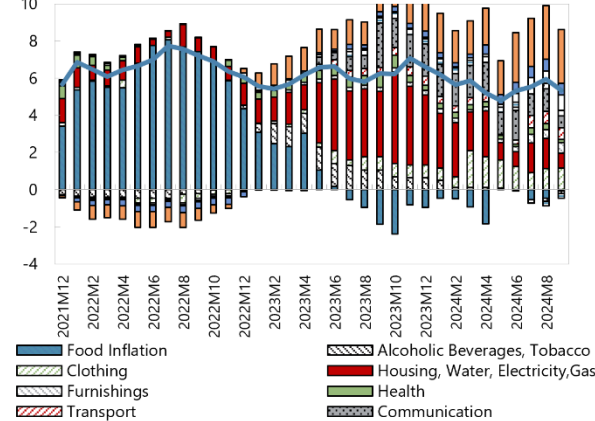 10
8
6
4
2
0
-2
-4
2021M12
2022M2
2022M4
2022M6
2022M8
2022M10
2022M12
2023M2
2023M4
2023M6
2023M8
2023M10
2023M12
2024M2
2024M4
2024M6
2024M8
Food Inflation
Alcoholic Beverages, Tobacco
Clothing
Housing, Water, Electricity,Gas
Furnishings
Health
Transport
Communication